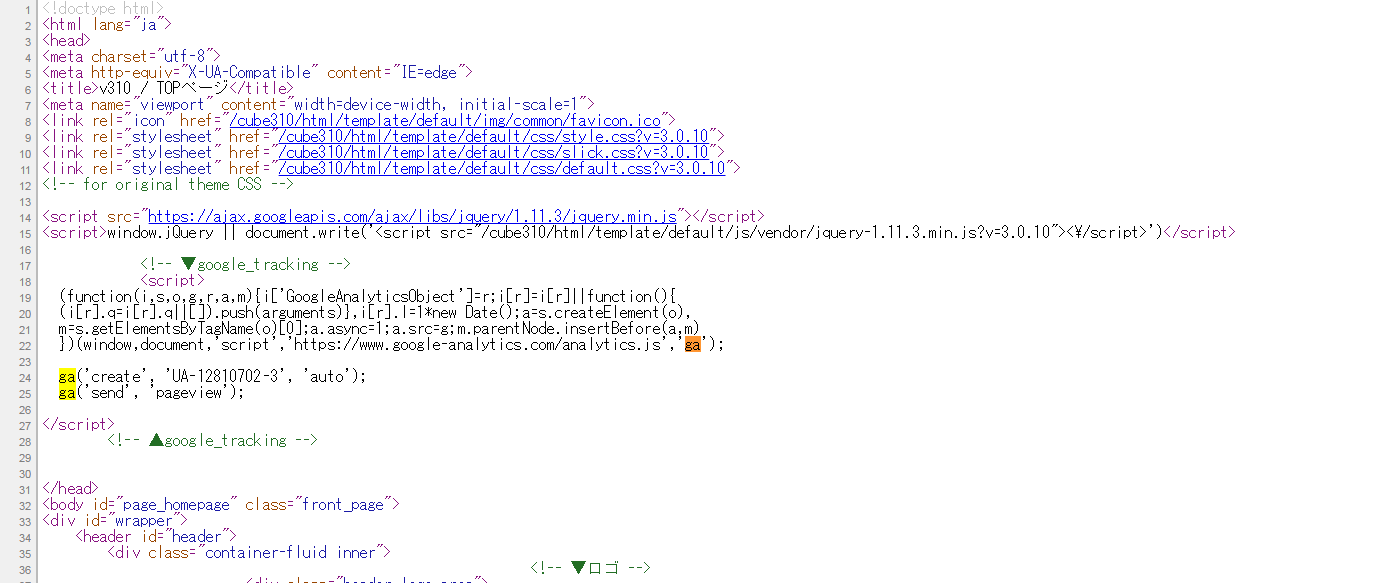 1 <!doctype html>
2 <html lang="ja">
3 <head>
4 <meta charset="utf-8">
5 <meta http-equiv="X-UA-Compatible" content="IE=edge">
6 <title>v310 / TOPページ</title>
7 <meta name="viewport" content="width=device-width, initial-scale=1">
8 <link rel="icon" href="/cube310/html/template/default/img/common/favicon.ico">
9 <link rel="stylesheet" href="/cube310/html/template/default/css/style.css?v=3.0.10">
10 <link rel="stylesheet" href="/cube310/html/template/default/css/slick.css?v=3.0.10">
11 <link rel="stylesheet" href="/cube310/html/template/default/css/default.css?v=3.0.10">
12 <!-- for original theme CSS -->
13
14 <script src="https://ajax.googleapis.com/ajax/libs/jquery/1.11.3/jquery.min.js"></script>
15 <script>window.jQuery || document.write('<script src="/cube310/html/template/default/js/vendor/jquery-1.11.3.min.js?v=3.0.10"><¥/script>')</script>
16
17 <!-- ▼google_tracking -->
18 <script>
19 (function(i,s,o,g,r,a,m){i['GoogleAnalyticsObject']=r;i[r]=i[r]||function(){
20 (i[r].q=i[r].q||[]).push(arguments)},i[r].l=1*new Date();a=s.createElement(o),
21 m=s.getElementsByTagName(o)[0];a.async=1;a.src=g;m.parentNode.insertBefore(a,m)
22 })(window,document,'script','https://www.google-analytics.com/analytics.js','ga');
23
24 ga('create', 'UA-12810702-3', 'auto');
25 ga('send', 'pageview');
26
27 </script>
28 <!-- ▲google_tracking -->
29
30
31 </head>
32 <body id="page_homepage" class="front_page">
33 <div id="wrapper">
34 <header id="header">
35 <div class="container-fluid inner">
36 <!-- ▼ロゴ -->
<div class="header_logo_area">